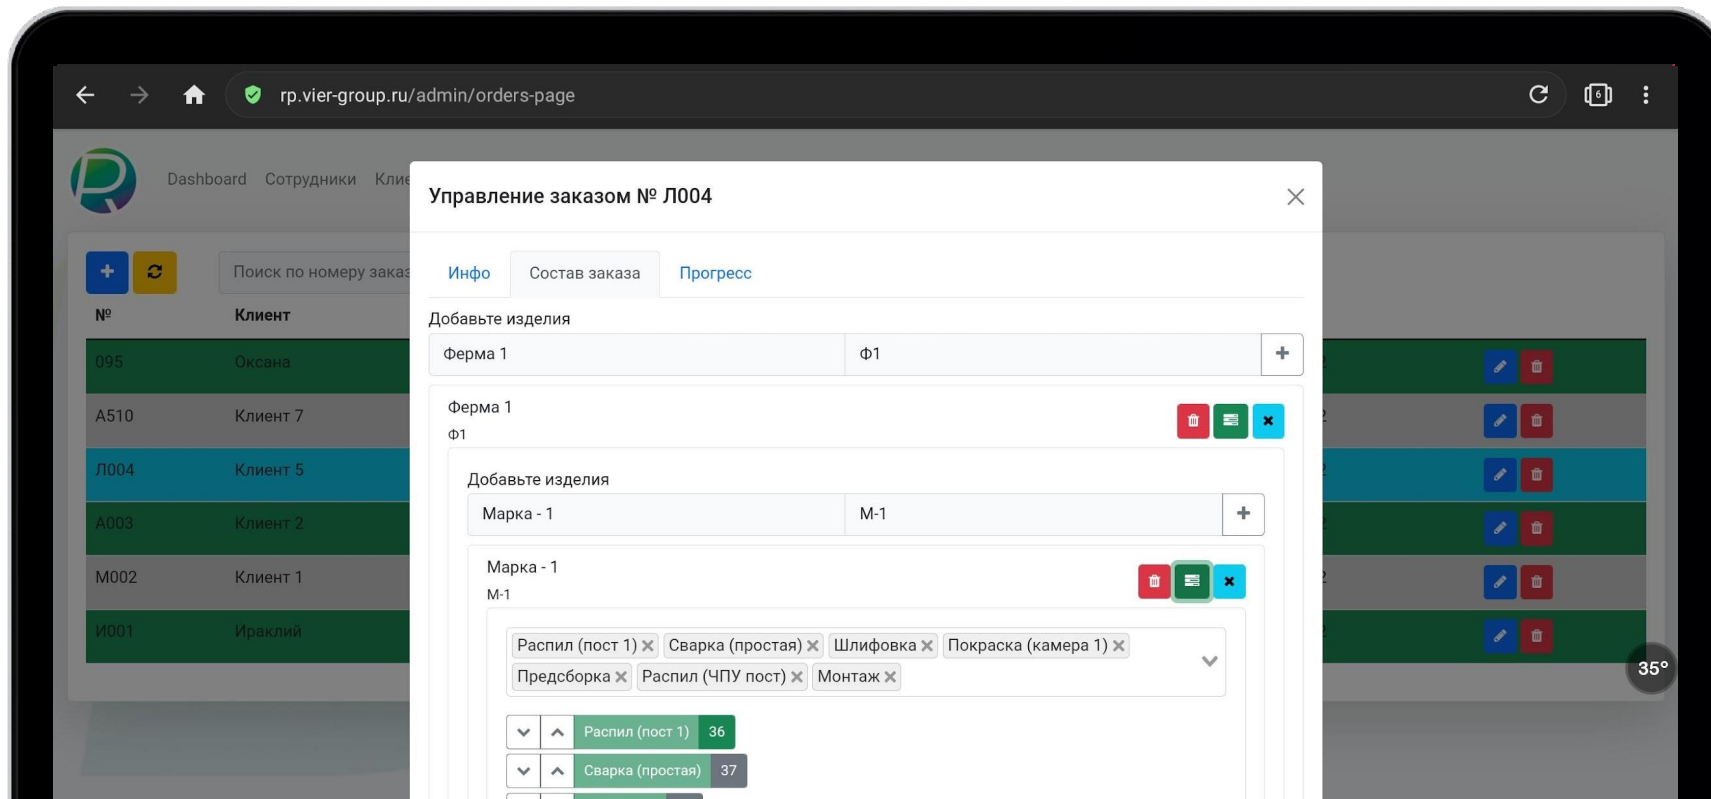 rp.vier-group.ru/admin/orders-page
6
Dashboard Сотрудники Клие
Управление заказом № Л004
Поиск по номеру заказ
Инфо Состав заказа Прогресс
№ Клиент
Добавьте изделия
Ферма 1 Ф1
095 Оксана
А510 Клиент 7
Л004 Клиент 5
А003 Клиент 2
М002 Клиент 1
И001 Ираклий
Ферма 1
Ф1
Добавьте изделия
Марка - 1 М-1
Марка - 1
М-1
Распил (пост 1) Сварка (простая) Шлифовка Покраска (камера 1)
Предсборка Распил (ЧПУ пост) Монтаж
Распил (пост 1) 36
Сварка (простая) 37
35°